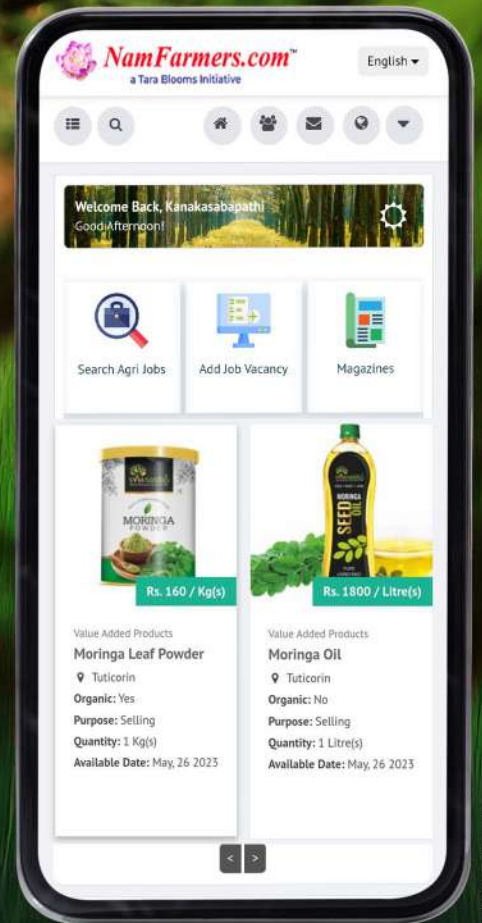 NamFarmers.com™
a Tara Blooms Initiative
English
Welcome Back, Kanakasabapathi
Good Afternoon!
Search Agri Jobs
Add Job Vacancy
Magazines
MORINGA
POWDER
Rs. 160 / Kg(s)
MORINGA
SEED
OIL
PURE
Rs. 1800 / Litre(s)
Value Added Products
Moringa Leaf Powder
Tuticorin
Organic: Yes
Purpose: Selling
Quantity: 1 Kg(s)
Available Date: May, 26 2023
Value Added Products
Moringa Oil
Tuticorin
Organic: No
Purpose: Selling
Quantity: 1 Litre(s)
Available Date: May, 26 2023
< >